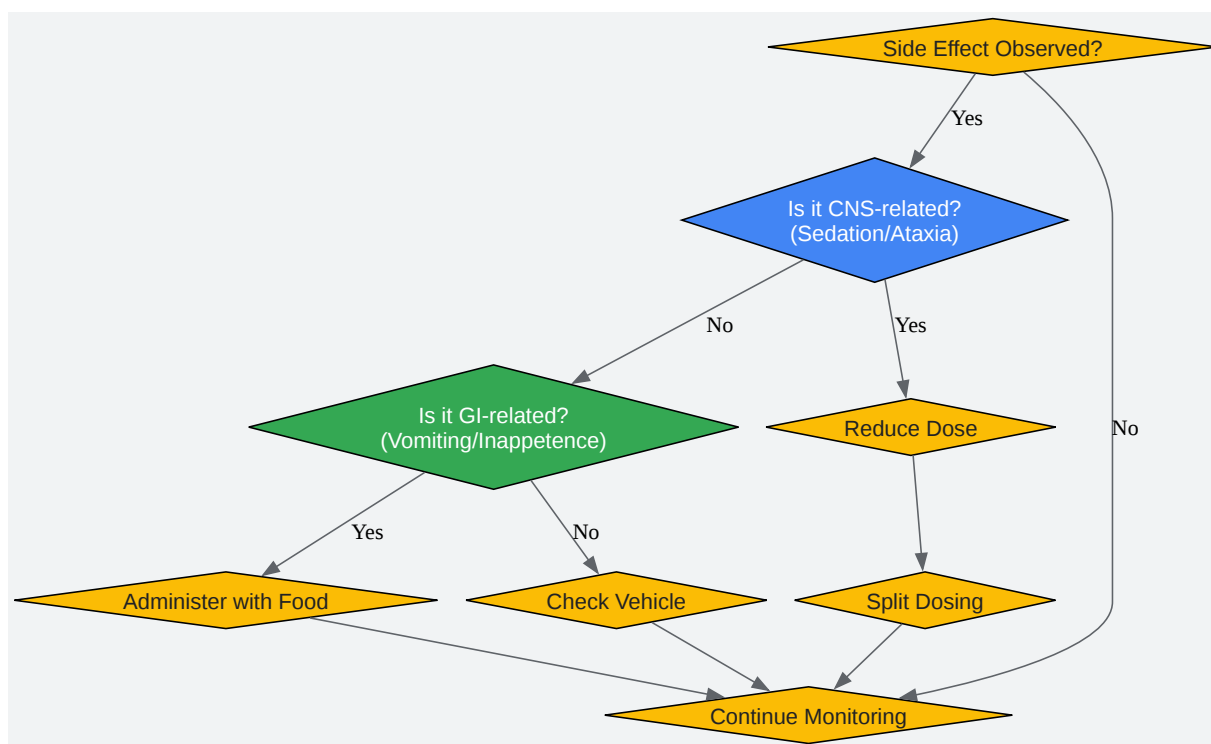 Side Effect Observed?
Yes
Is it CNS-related?
(Sedation/Ataxia)
No
Yes
Is it GI-related?
(Vomiting/Inappetence)
Reduce Dose
No
Yes
No
Administer with Food
Check Vehicle
Split Dosing
Continue Monitoring